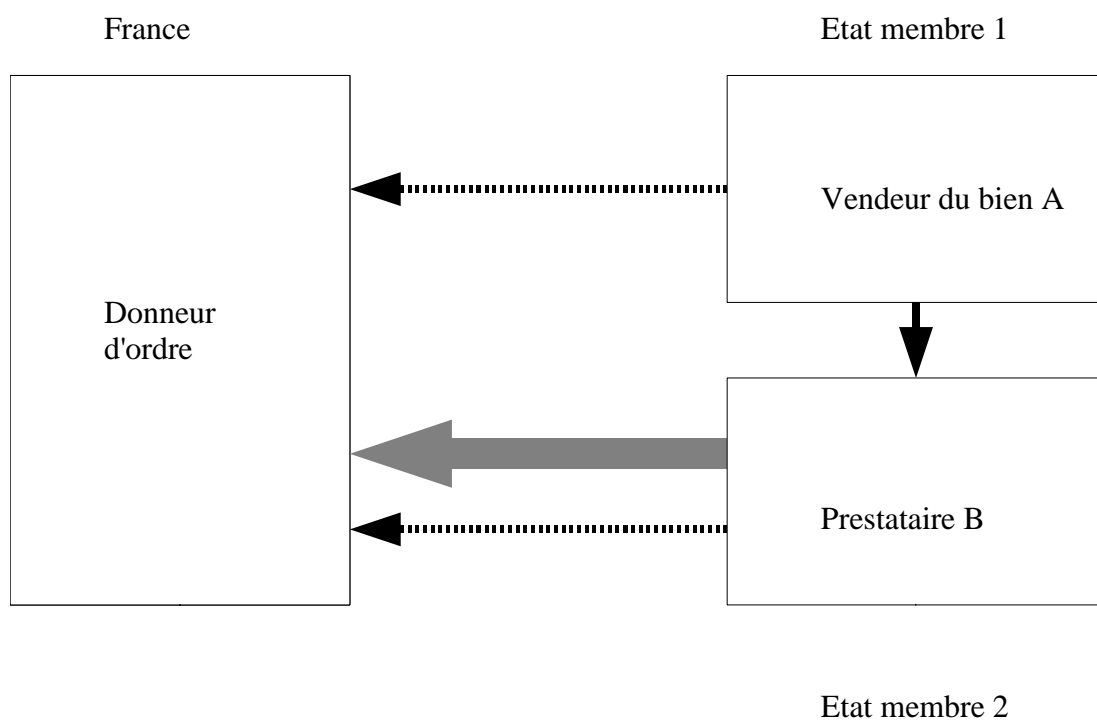 France
Etat membre 1
Vendeur du bien A
Donneur
d'ordre
Prestataire B
Etat membre 2